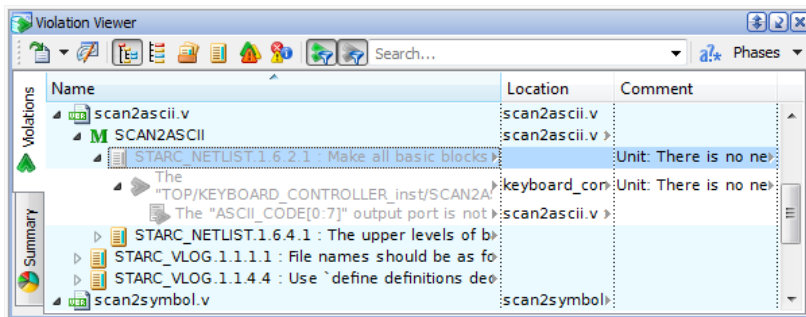 Violation Viewer
Search... a?* Phases
Violations
Summary
Name Location Comment
scan2ascii.v scan2ascii.v
M SCAN2ASCII scan2ascii.v
STARC_NETLIST.1.6.2.1 : Make all basic blocks Unit: There is no ne
The
"TOP/KEYBOARD_CONTROLLER_inst/SCAN2A keyboard_con Unit: There is no ne
The "ASCII_CODE[0:7]" output port is not scan2ascii.v
STARC_NETLIST.1.6.4.1 : The upper levels of b
STARC_VLOG.1.1.1.1 : File names should be as fo
STARC_VLOG.1.1.4.4 : Use `define definitions dec
scan2symbol.v scan2symbol